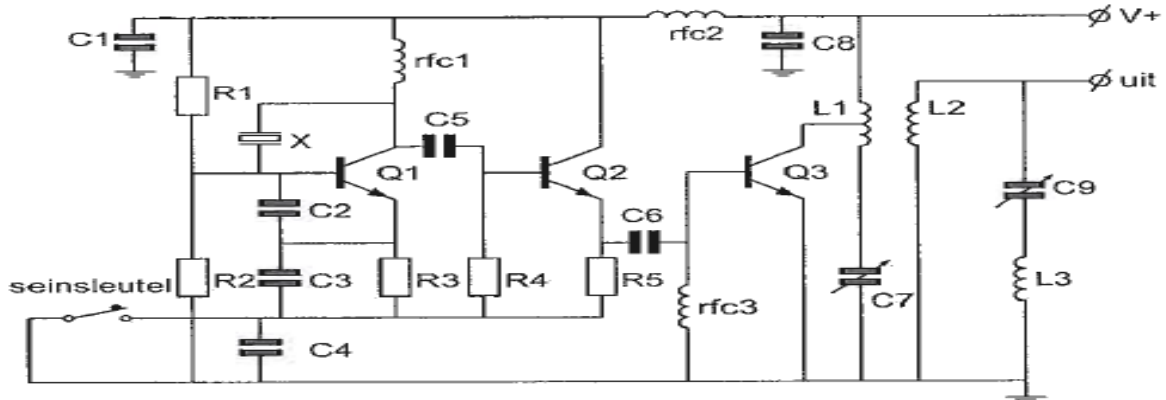 C1
rfc2
C8
V+
rfc1
uit
R1
X
C5
L1
L2
Q1
Q2
Q3
C9
C2
C6
R2
C3
R3
R4
R5
rfc3
C7
L3
seinsleutel
C4